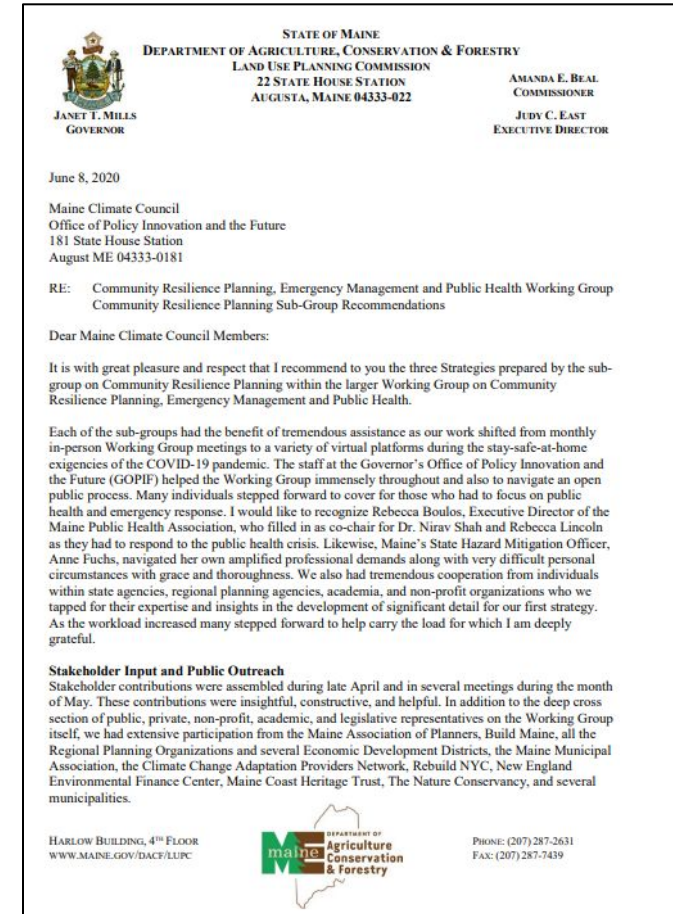 STATE OF MAINE
DEPARTMENT OF AGRICULTURE, CONSERVATION & FORESTRY
LAND USE PLANNING COMMISSION
22 STATE HOUSE STATION
AUGUSTA, MAINE 04333-022
JANET T. MILLS
GOVERNOR
AMANDA E. BEAL
COMMISSIONER
JUDY C. EAST
EXECUTIVE DIRECTOR
June 8, 2020
Maine Climate Council
Office of Policy Innovation and the Future
181 State House Station
August ME 04333-0181
RE: Community Resilience Planning, Emergency Management and Public Health Working Group
Community Resilience Planning Sub-Group Recommendations
Dear Maine Climate Council Members:
It is with great pleasure and respect that I recommend to you the three Strategies prepared by the sub-
group on Community Resilience Planning within the larger Working Group on Community
Resilience Planning, Emergency Management and Public Health.
Each of the sub-groups had the benefit of tremendous assistance as our work shifted from monthly
in-person Working Group meetings to a variety of virtual platforms during the stay-safe-at-home
exigencies of the COVID-19 pandemic. The staff at the Governor's Office of Policy Innovation and
the Future (GOPIF) helped the Working Group immensely throughout and also to navigate an open
public process. Many individuals stepped forward to cover for those who had to focus on public
health and emergency response. I would like to recognize Rebecca Boulos, Executive Director of the
Maine Public Health Association, who filled in as co-chair for Dr. Nirav Shah and Rebecca Lincoln
as they had to respond to the public health crisis. Likewise, Maine's State Hazard Mitigation Officer,
Anne Fuchs, navigated her own amplified professional demands along with very difficult personal
circumstances with grace and thoroughness. We also had tremendous cooperation from individuals
within state agencies, regional planning agencies, academia, and non-profit organizations who we
tapped for their expertise and insights in the development of significant detail for our first strategy.
As the workload increased many stepped forward to help carry the load for which I am deeply
grateful.
Stakeholder Input and Public Outreach
Stakeholder contributions were assembled during late April and in several meetings during the month
of May. These contributions were insightful, constructive, and helpful. In addition to the deep cross
section of public, private, non-profit, academic, and legislative representatives on the Working Group
itself, we had extensive participation from the Maine Association of Planners, Build Maine, all the
Regional Planning Organizations and several Economic Development Districts, the Maine Municipal
Association, the Climate Change Adaptation Providers Network, Rebuild NYC, New England
Environmental Finance Center, Maine Coast Heritage Trust, The Nature Conservancy, and several
municipalities.
HARLOW BUILDING, 4TH FLOOR
WWW.MAINE.GOV/DACF/LUPC
maine
DEPARTMENT OF
Agriculture
Conservation
& Forestry
PHONE: (207) 287-2631
FAX: (207) 287-7439